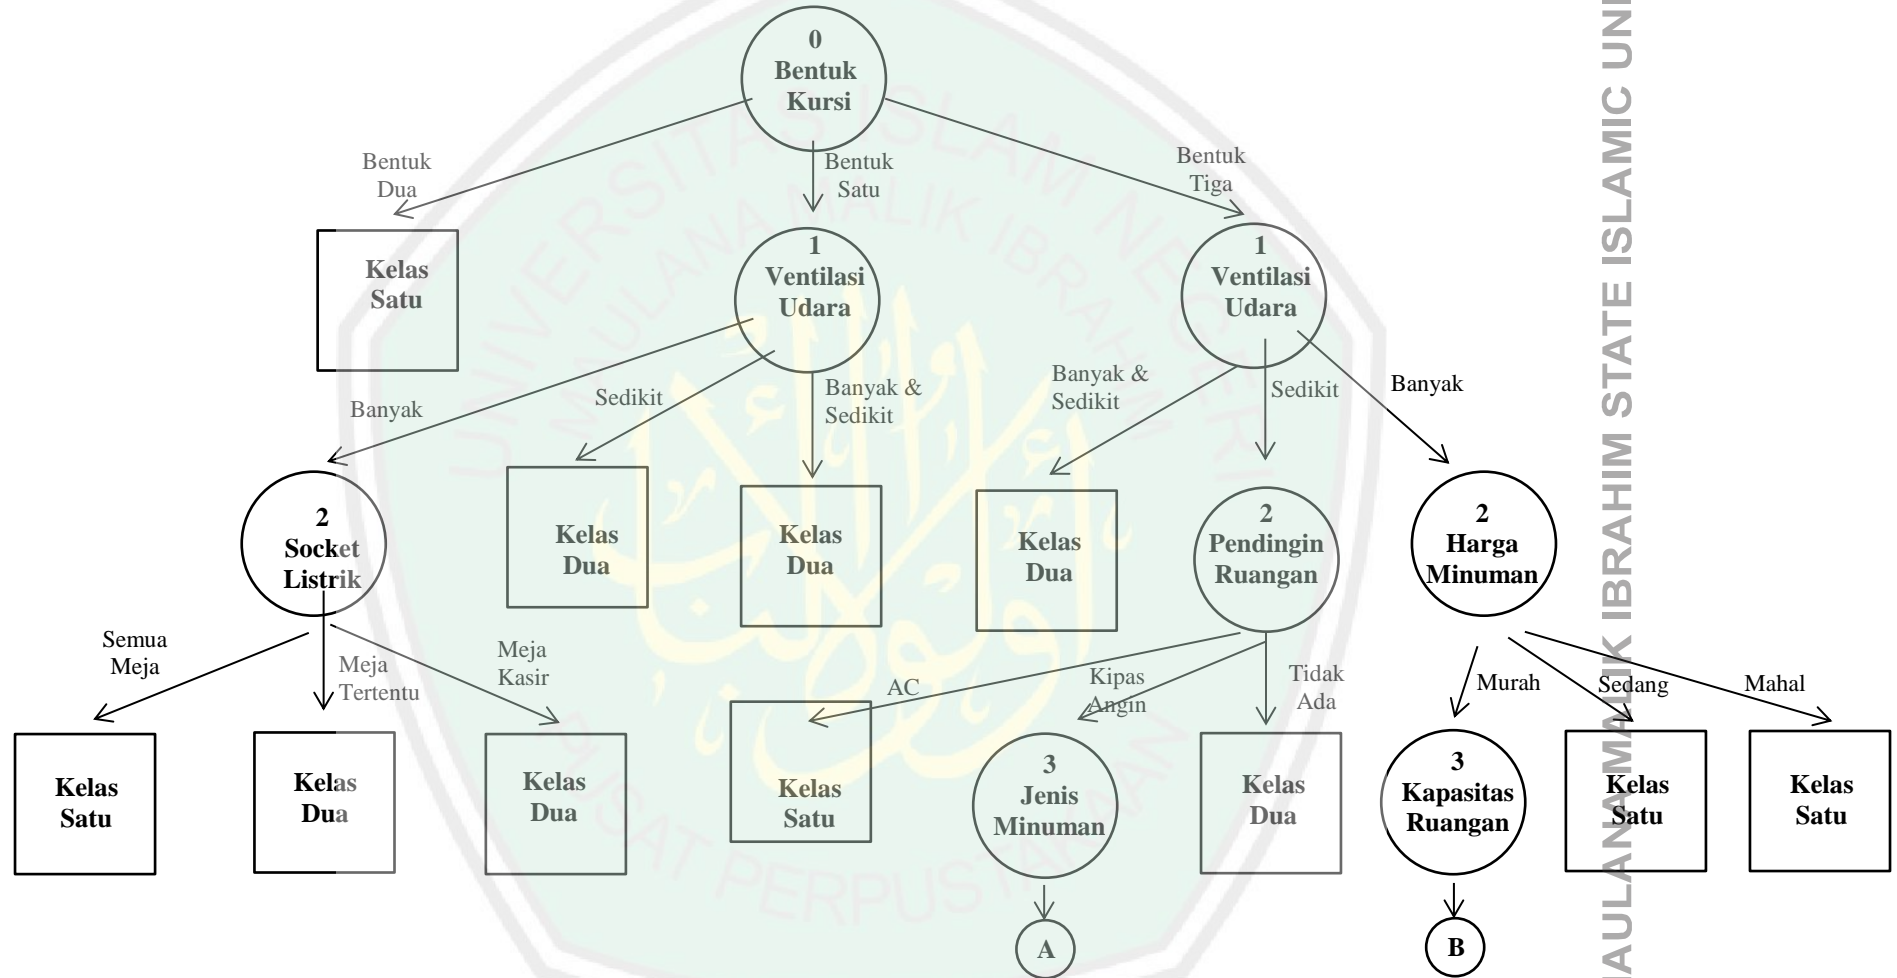 0
Bentuk
Kursi
Bentuk
Dua
Bentuk
Satu
Bentuk
Tiga
Kelas
Satu
1
Ventilasi
Udara
1
Ventilasi
Udara
Banyak
Sedikit
Banyak &
Sedikit
Banyak &
Sedikit
Sedikit
Banyak
2
Socket
Listrik
Kelas
Dua
Kelas
Dua
Kelas
Dua
2
Pendingin
Ruangan
2
Harga
Minuman
Semua
Meja
Meja
Tertentu
Meja
Kasir
AC
Kipas
Angin
Tidak
Ada
Murah
Sedang
Mahal
Kelas
Satu
Kelas
Dua
Kelas
Dua
Kelas
Satu
3
Jenis
Minuman
Kelas
Dua
3
Kapasitas
Ruangan
Kelas
Satu
Kelas
Satu
A
B
UNIVERSITAS ISLAM NEGERI
MAULANA MALIK IBRAHIM
PUSAT PERPUSTAKAAN
MALIK IBRAHIM STATE ISLAMIC